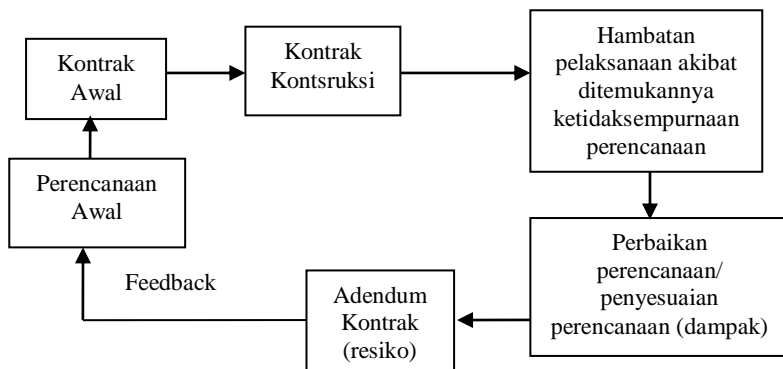 Kontrak
Awal
Kontrak
Kontsruksi
Hambatan
pelaksanaan akibat
ditemukannya
ketidaksempurnaan
perencanaan
Perencanaan
Awal
Feedback
Adendum
Kontrak
(resiko)
Perbaikan
perencanaan/
penyesuaian
perencanaan (dampak)